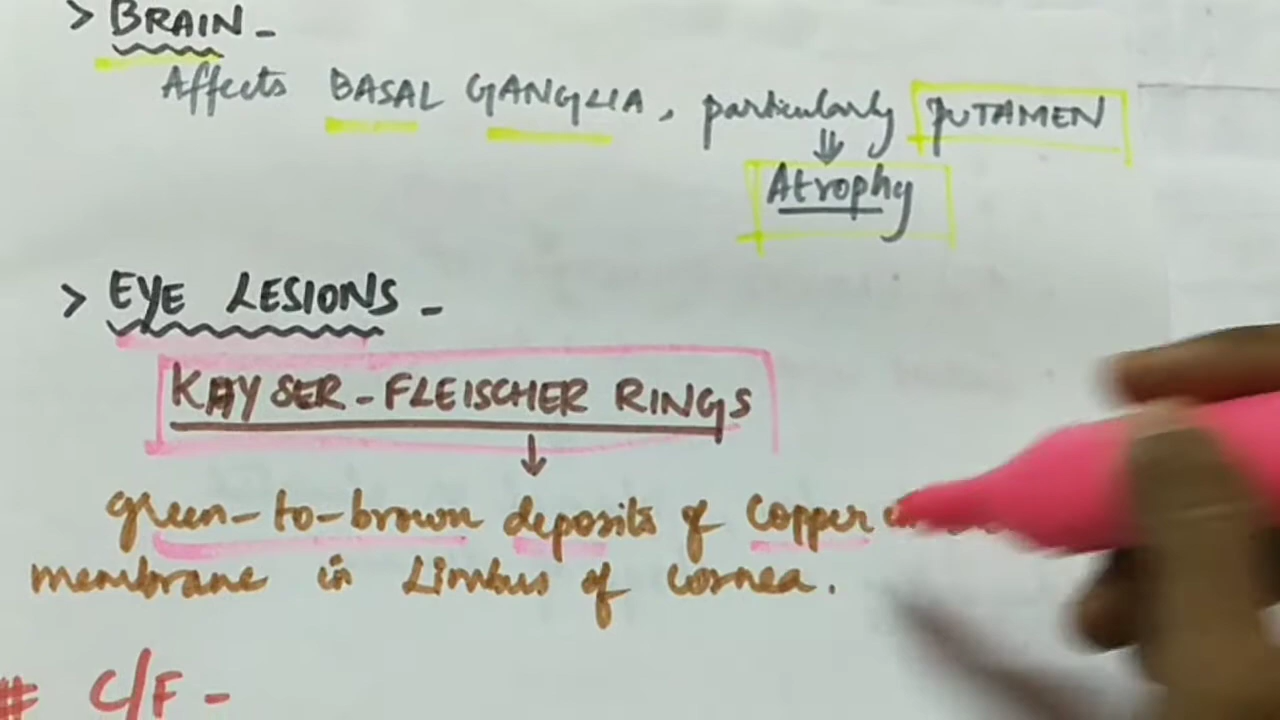 > BRAIN -
Affects BASAL GANGLIA, particularly PUTAMEN
↓
Atrophy
> EYE LESIONS -
KAYSER-FLEISCHER RINGS
↓
green-to-brown deposits of copper
membrane in Limbus of cornea.
# C/F -